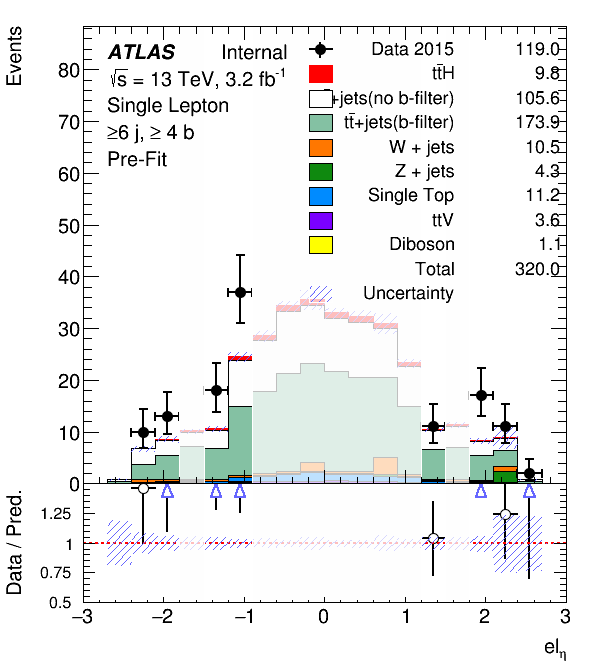 Events
ATLAS Internal
√s = 13 TeV, 3.2 fb⁻¹
Single Lepton
≥6 j, ≥ 4 b
Pre-Fit
Data 2015 119.0
tt̄H 9.8
+jets(no b-filter) 105.6
tt̄+jets(b-filter) 173.9
W + jets 10.5
Z + jets 4.3
Single Top 11.2
ttV 3.6
Diboson 1.1
Total 320.0
Uncertainty
80
70
60
50
40
30
20
10
0
Data / Pred.
1.25
1
0.75
0.5
−3 −2 −1 0 1 2 3
el_η